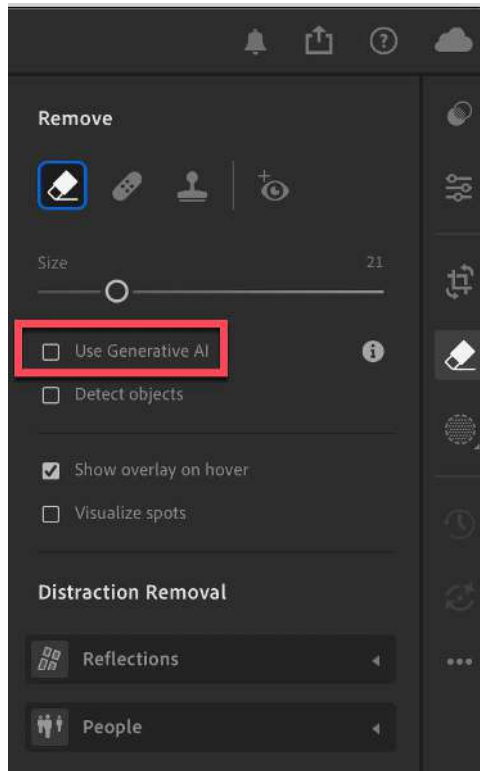 Remove
Size 21
Use Generative AI
Detect objects
Show overlay on hover
Visualize spots
Distraction Removal
Reflections
People